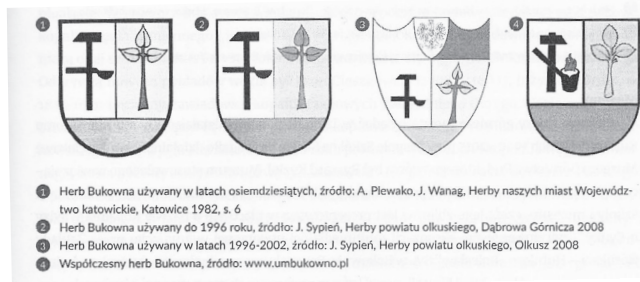 1 2 3 4
1 Herb Bukowna używany w latach osiemdziesiątych, źródło: A. Plewako, J. Wanag, Herby naszych miast Wojewódz-
two katowickie, Katowice 1982, s. 6
2 Herb Bukowna używany do 1996 roku, źródło: J. Sypień, Herby powiatu olkuskiego, Dąbrowa Górnicza 2008
3 Herb Bukowna używany w latach 1996-2002, źródło: J. Sypień, Herby powiatu olkuskiego, Olkusz 2008
4 Współczesny herb Bukowna, źródło: www.umbukowno.pl